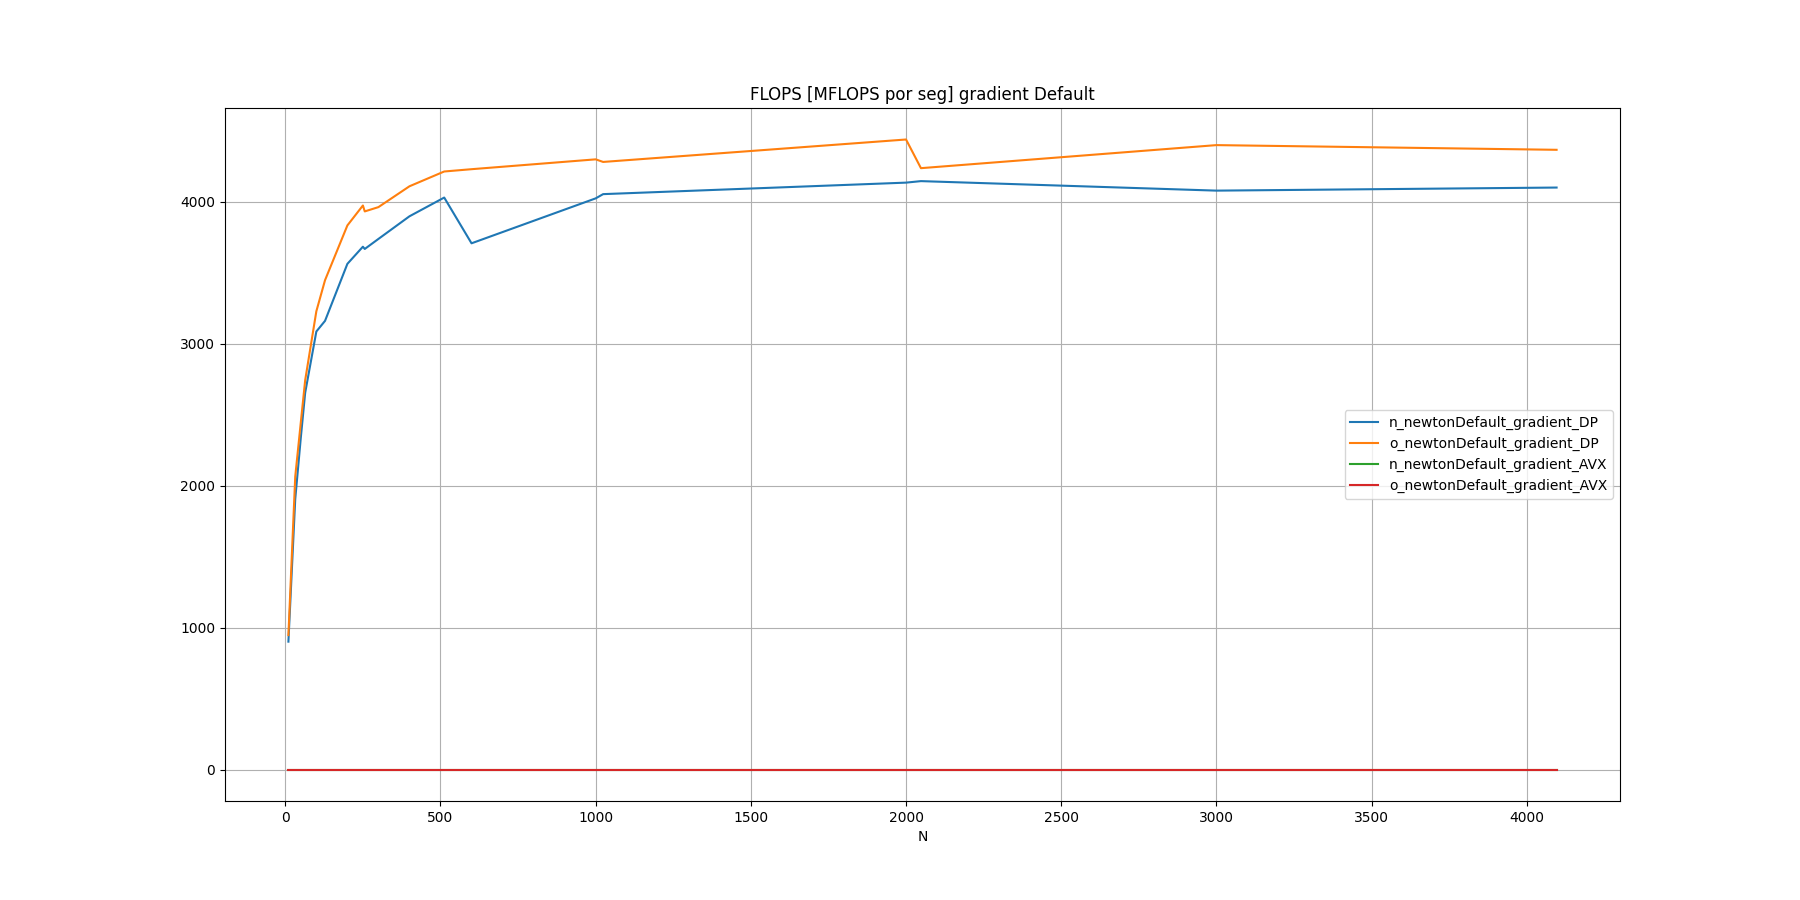 FLOPS [MFLOPS por seg] gradient Default
4000
3000
2000
1000
0
n_newtonDefault_gradient_DP
o_newtonDefault_gradient_DP
n_newtonDefault_gradient_AVX
o_newtonDefault_gradient_AVX
0 500 1000 1500 2000 2500 3000 3500 4000
N